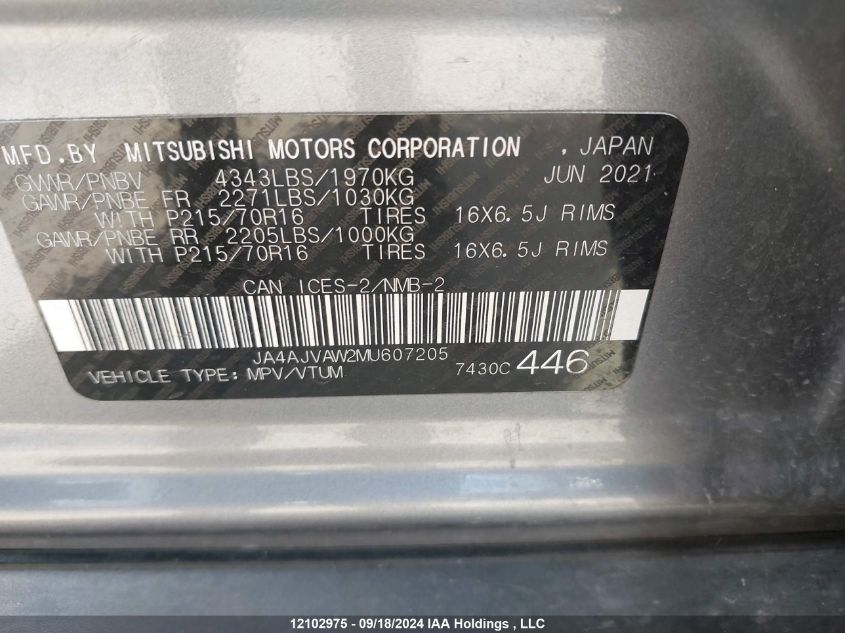 MFD.BY MITSUBISHI MOTORS CORPORATION , JAPAN
GVWR/PNBV 4343LBS/1970KG JUN 2021
GAWR/PNBE FR 2271LBS/1030KG
WITH P215/70R16 TIRES 16X6.5J RIMS
GAWR/PNBE RR 2205LBS/1000KG
WITH P215/70R16 TIRES 16X6.5J RIMS
CAN ICES-2/NMB-2
JA4AJVAW2MU607205
VEHICLE TYPE: MPV/VTUM 7430C 446
12102975 - 09/18/2024 IAA Holdings , LLC